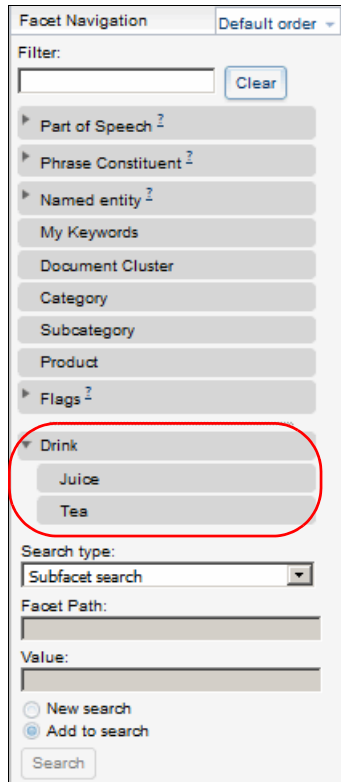 Facet Navigation Default order
Filter:
Clear
Part of Speech ?
Phrase Constituent ?
Named entity ?
My Keywords
Document Cluster
Category
Subcategory
Product
Flags ?
Drink
Juice
Tea
Search type:
Subfacet search
Facet Path:
Value:
New search
Add to search
Search